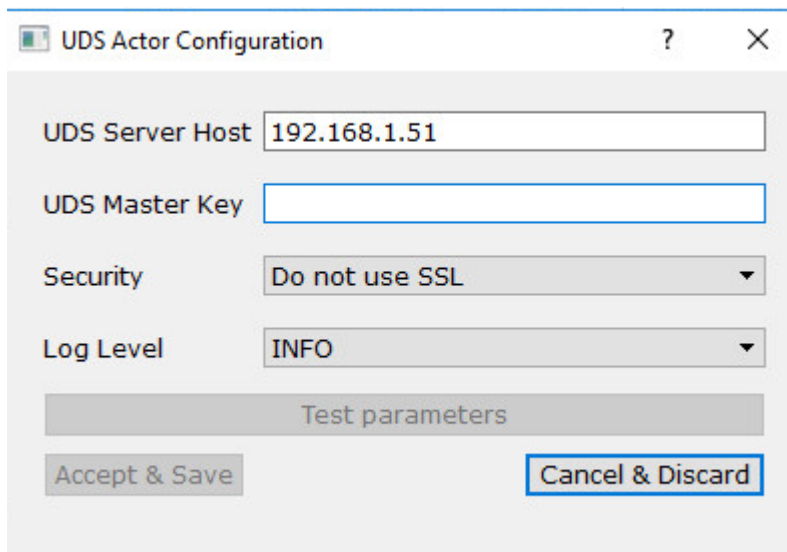 UDS Actor Configuration ?
UDS Server Host 192.168.1.51
UDS Master Key
Security Do not use SSL
Log Level INFO
Test parameters
Accept & Save Cancel & Discard